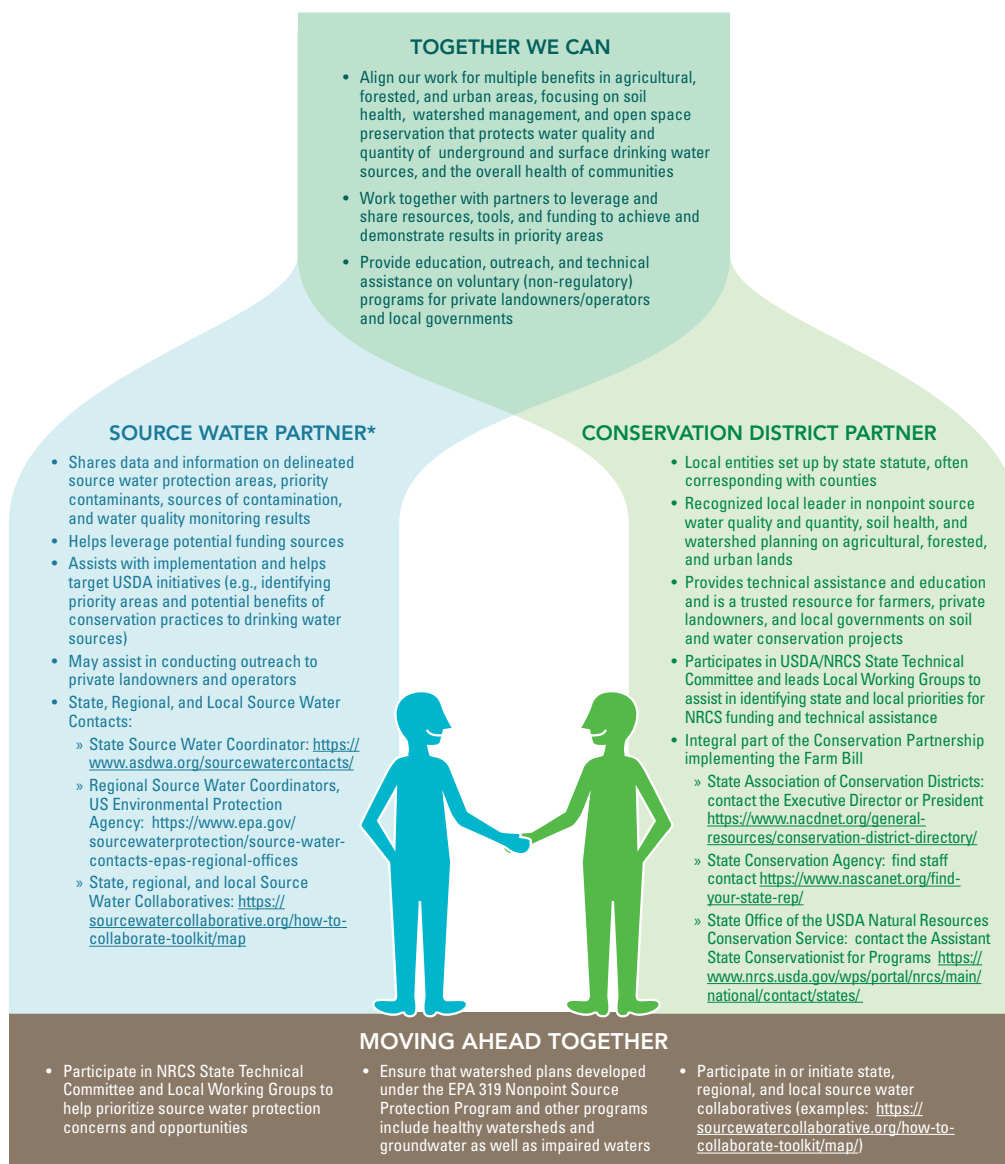 TOGETHER WE CAN
• Align our work for multiple benefits in agricultural,
forested, and urban areas, focusing on soil
health, watershed management, and open space
preservation that protects water quality and
quantity of underground and surface drinking water
sources, and the overall health of communities
• Work together with partners to leverage and
share resources, tools, and funding to achieve and
demonstrate results in priority areas
• Provide education, outreach, and technical
assistance on voluntary (non-regulatory)
programs for private landowners/operators
and local governments
SOURCE WATER PARTNER*
• Shares data and information on delineated
source water protection areas, priority
contaminants, sources of contamination,
and water quality monitoring results
• Helps leverage potential funding sources
• Assists with implementation and helps
target USDA initiatives (e.g., identifying
priority areas and potential benefits of
conservation practices to drinking water
sources)
• May assist in conducting outreach to
private landowners and operators
• State, Regional, and Local Source Water
Contacts:
» State Source Water Coordinator: https://
www.asdwa.org/sourcewatercontacts/
» Regional Source Water Coordinators,
US Environmental Protection
Agency: https://www.epa.gov/
sourcewaterprotection/source-water-
contacts-epas-regional-offices
» State, regional, and local Source
Water Collaboratives: https://
sourcewatercollaborative.org/how-to-
collaborate-toolkit/map
CONSERVATION DISTRICT PARTNER
• Local entities set up by state statute, often
corresponding with counties
• Recognized local leader in nonpoint source
water quality and quantity, soil health, and
watershed planning on agricultural, forested,
and urban lands
• Provides technical assistance and education
and is a trusted resource for farmers, private
landowners, and local governments on soil
and water conservation projects
• Participates in USDA/NRCS State Technical
Committee and leads Local Working Groups to
assist in identifying state and local priorities for
NRCS funding and technical assistance
• Integral part of the Conservation Partnership
implementing the Farm Bill
» State Association of Conservation Districts:
contact the Executive Director or President
https://www.nacdnet.org/general-
resources/conservation-district-directory/
» State Conservation Agency: find staff
contact https://www.nascanet.org/find-
your-state-rep/
» State Office of the USDA Natural Resources
Conservation Service: contact the Assistant
State Conservationist for Programs https://
www.nrcs.usda.gov/wps/portal/nrcs/main/
national/contact/states/
MOVING AHEAD TOGETHER
• Participate in NRCS State Technical
Committee and Local Working Groups to
help prioritize source water protection
concerns and opportunities
• Ensure that watershed plans developed
under the EPA 319 Nonpoint Source
Protection Program and other programs
include healthy watersheds and
groundwater as well as impaired waters
• Participate in or initiate state,
regional, and local source water
collaboratives (examples: https://
sourcewatercollaborative.org/how-to-
collaborate-toolkit/map/)